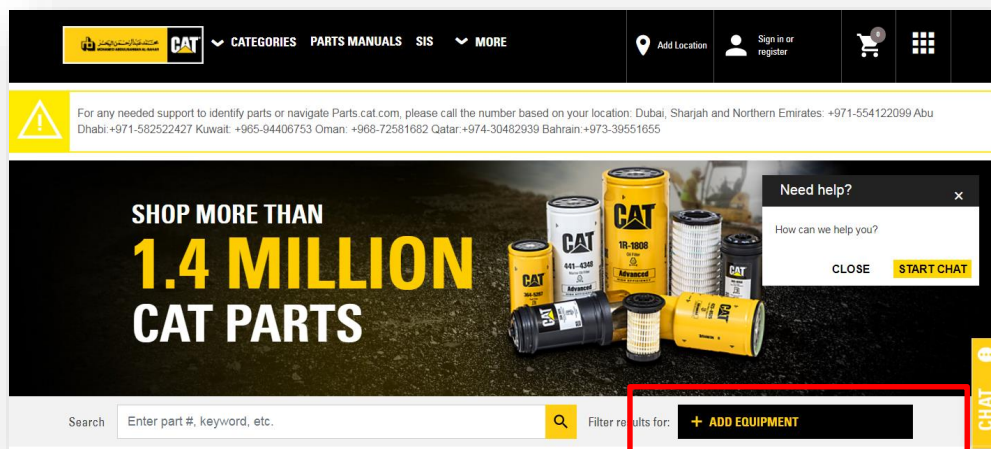 CAT
CATEGORIES PARTS MANUALS SIS MORE
Add Location
Sign in or
register
0
For any needed support to identify parts or navigate Parts.cat.com, please call the number based on your location: Dubai, Sharjah and Northern Emirates: +971-554122099 Abu
Dhabi:+971-582522427 Kuwait: +965-94406753 Oman: +968-72581682 Qatar:+974-30482939 Bahrain:+973-39551655
SHOP MORE THAN
1.4 MILLION
CAT PARTS
CAT
1R-1808
Oil Filter
Advanced
CAT
441-4348
Advanced
CAT
CAT
CAT
Need help?
×
How can we help you?
CLOSE START CHAT
CHAT
Search Enter part #, keyword, etc. Filter results for: + ADD EQUIPMENT